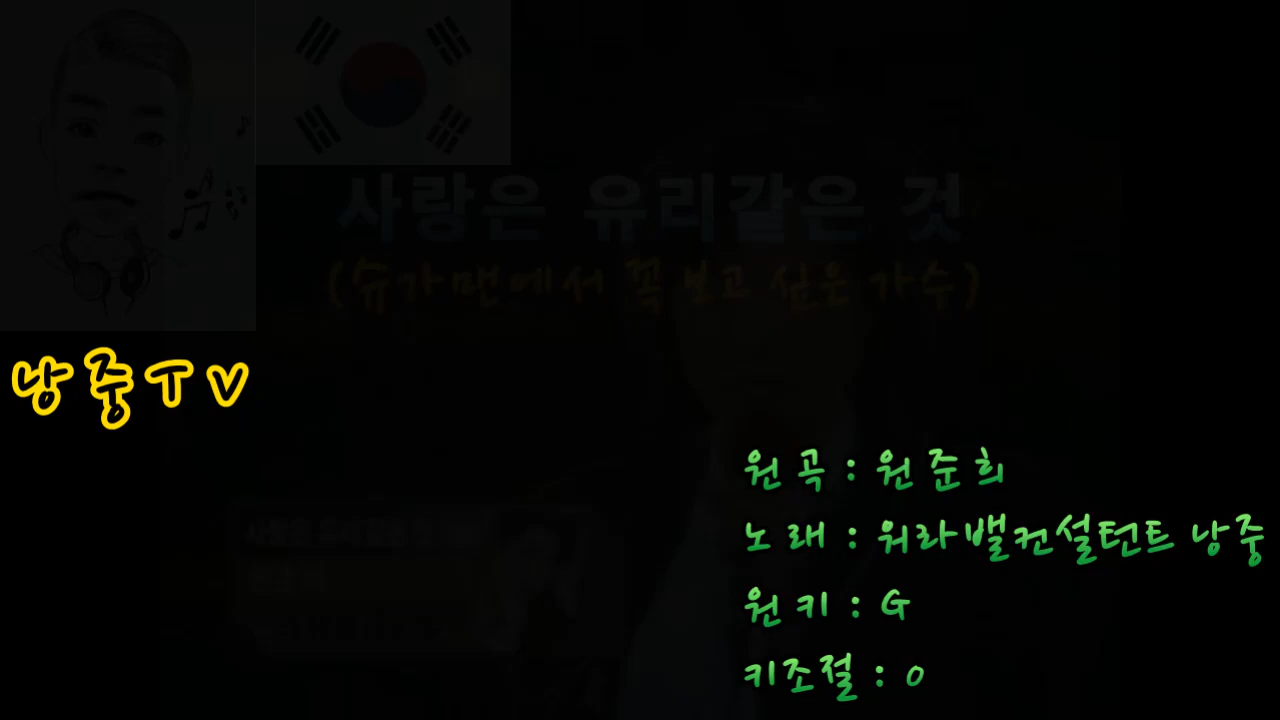 사랑은 유리같은 것
(슈가맨에서 꼭 보고 싶은 가수)
낭중TV
원곡 : 원준희
노래 : 워라밸컨설턴트 낭중
원키 : G
키조절 : 0